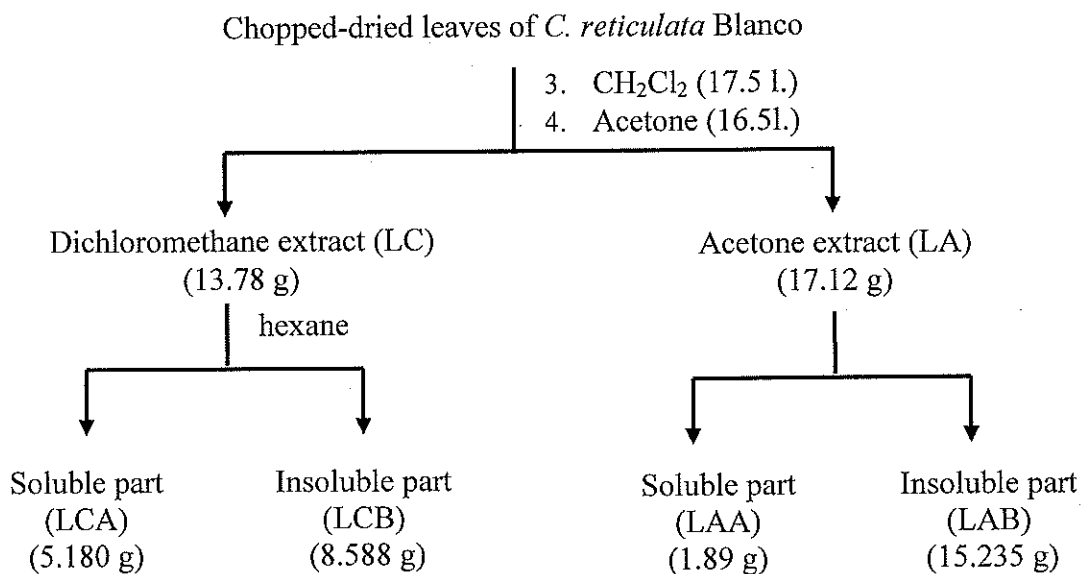 Chopped-dried leaves of C. reticulata Blanco
3. CH₂Cl₂ (17.5 l.)
4. Acetone (16.5l.)
Dichloromethane extract (LC)
(13.78 g)
Acetone extract (LA)
(17.12 g)
hexane
Soluble part
(LCA)
(5.180 g)
Insoluble part
(LCB)
(8.588 g)
Soluble part
(LAA)
(1.89 g)
Insoluble part
(LAB)
(15.235 g)